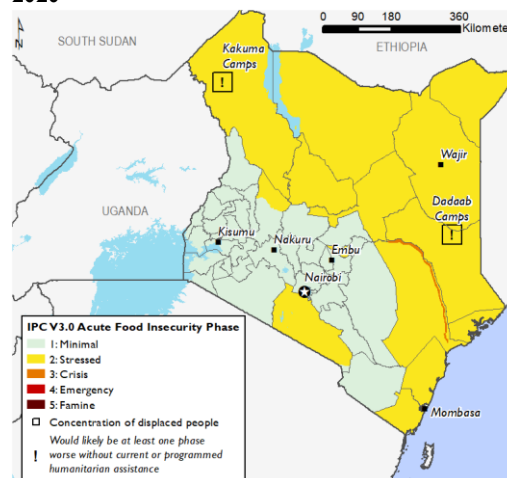 2020
0 90 180 360
Kilomete
N
SOUTH SUDAN
ETHIOPIA
Kakuma
Camps
!
Wajir
Dadaab
Camps
!
UGANDA
Kisumu
Nakuru
Embu
Nairobi
Mombasa
IPC V3.0 Acute Food Insecurity Phase
1: Minimal
2: Stressed
3: Crisis
4: Emergency
5: Famine
Concentration of displaced people
Would likely be at least one phase
! worse without current or programmed
humanitarian assistance